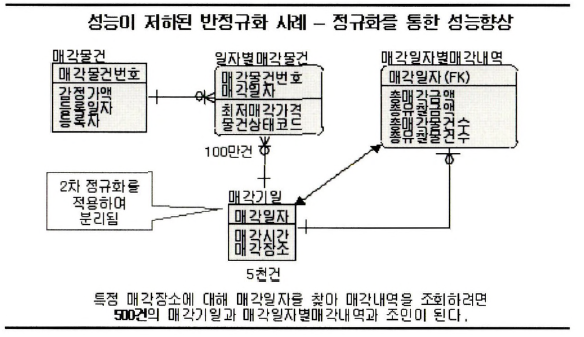 성능이 저하된 반정규화 사례 – 정규화를 통한 성능향상
매각물건
매각물건번호
감정가액
등록일자
등록자
일자별매각물건
매각물건번호
매각일자
최저매각가격
물건상태코드
매각일자별매각내역
매각일자(FK)
총매각금액
총유찰금액
총매각물건수
총유찰물건수
100만건
2차 정규화를
적용하여
분리됨
매각기일
매각일자
매각시간
매각장소
5천건
특정 매각장소에 대해 매각일자를 찾아 매각내역을 조회하려면
500건의 매각기일과 매각일자별매각내역과 조인이 된다.